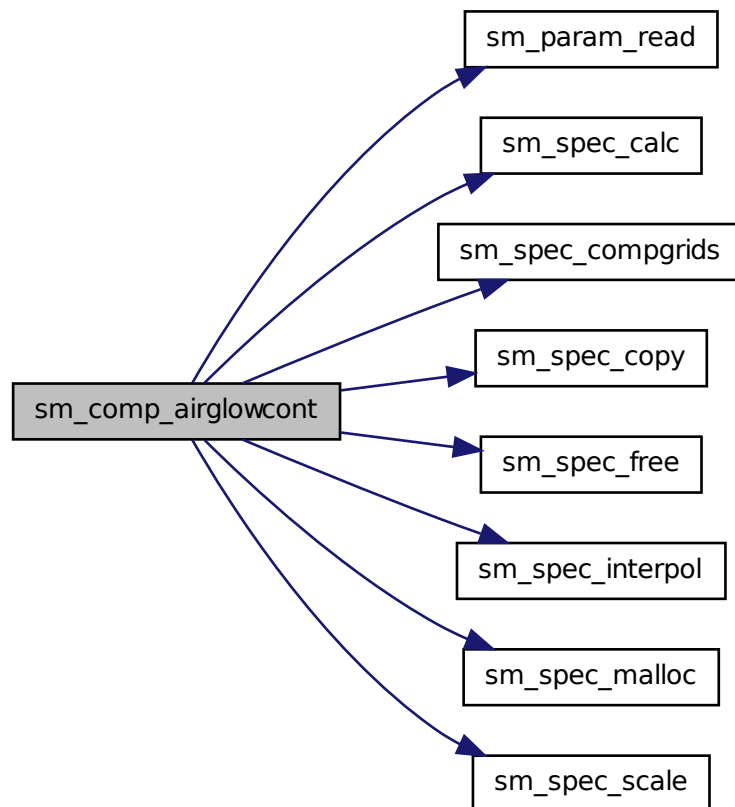 sm_param_read
sm_spec_calc
sm_spec_compgrids
sm_spec_copy
sm_comp_airglowcont
sm_spec_free
sm_spec_interpol
sm_spec_malloc
sm_spec_scale